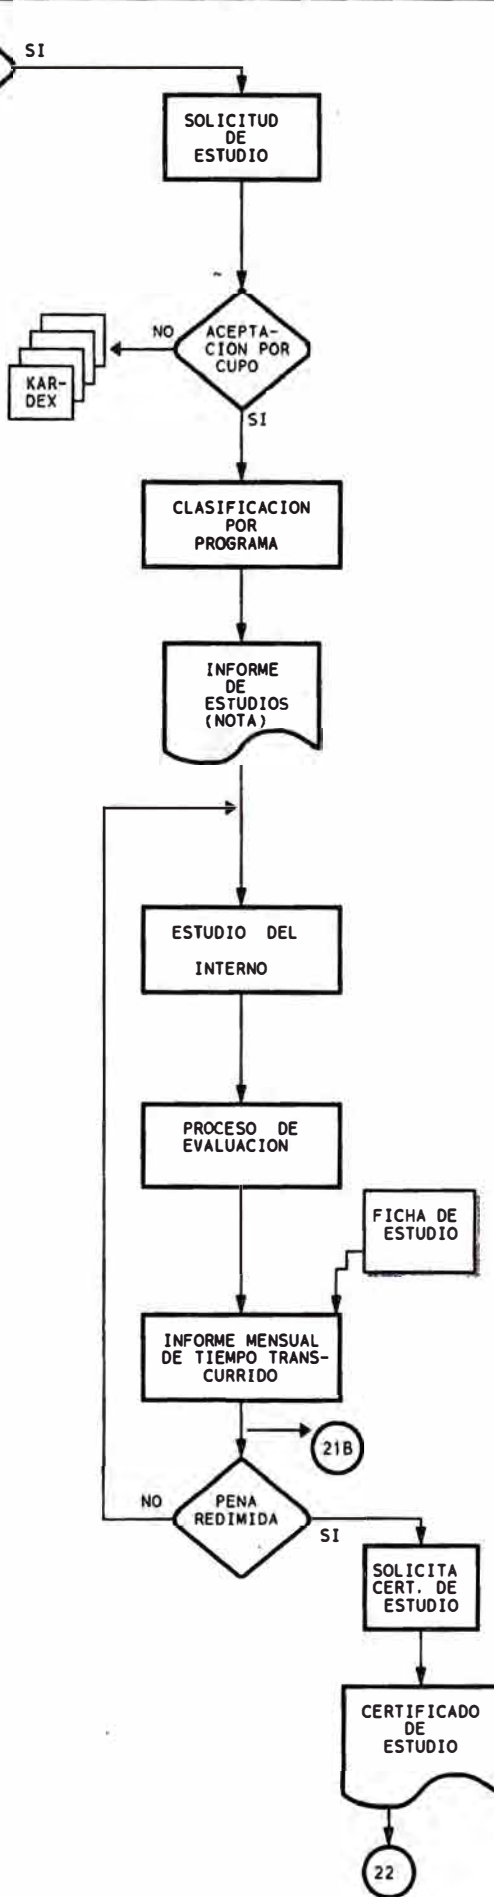 SI
SOLICITUD
DE
ESTUDIO
NO
ACEPTA-
CION POR
CUPO
KAR-
DEX
SI
CLASIFICACION
POR
PROGRAMA
INFORME
DE
ESTUDIOS
(NOTA)
ESTUDIO DEL
INTERNO
PROCESO DE
EVALUACION
FICHA DE
ESTUDIO
INFORME MENSUAL
DE TIEMPO TRANS-
CURRIDO
21B
NO
PENA
REDIMIDA
SI
SOLICITA
CERT. DE
ESTUDIO
CERTIFICADO
DE
ESTUDIO
22